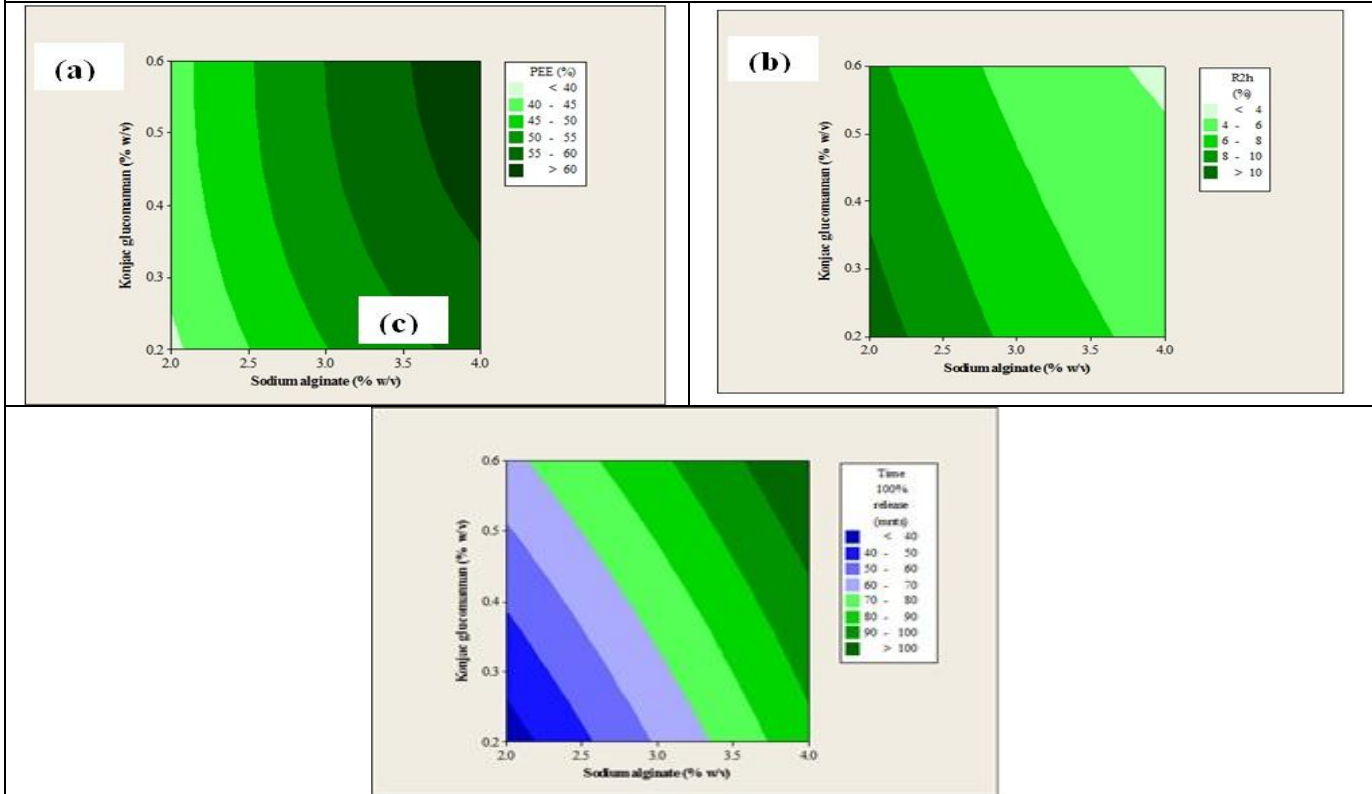 (a)
PEE (%)
< 40
40 - 45
45 - 50
50 - 55
55 - 60
> 60
Konjac glucomannan (% w/v)
0.6
0.5
0.4
0.3
0.2
(c)
2.0 2.5 3.0 3.5 4.0
Sodium alginate (% w/v)
(b)
R2h
(%)
< 4
4 - 6
6 - 8
8 - 10
> 10
Konjac glucomannan (% w/v)
0.6
0.5
0.4
0.3
0.2
2.0 2.5 3.0 3.5 4.0
Sodium alginate (% w/v)
Time
100%
release
(mnts)
< 40
40 - 50
50 - 60
60 - 70
70 - 80
80 - 90
90 - 100
> 100
Konjac glucomannan (% w/v)
0.6
0.5
0.4
0.3
0.2
2.0 2.5 3.0 3.5 4.0
Sodium alginate (% w/v)